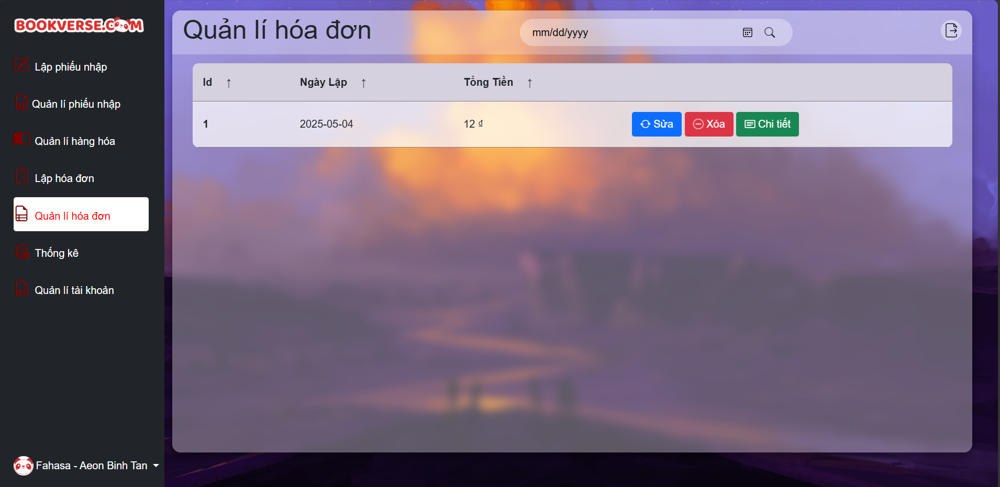 BOOKVERSE.COM
Lập phiếu nhập
Quản lí phiếu nhập
Quản lí hàng hóa
Lập hóa đơn
Quản lí hóa đơn
Thống kê
Quản lí tài khoản
Fahasa - Aeon Binh Tan
Quản lí hóa đơn
mm/dd/yyyy
Id ↑ Ngày Lập ↑ Tổng Tiền ↑
1 2025-05-04 12 ₫ Sửa Xóa Chi tiết